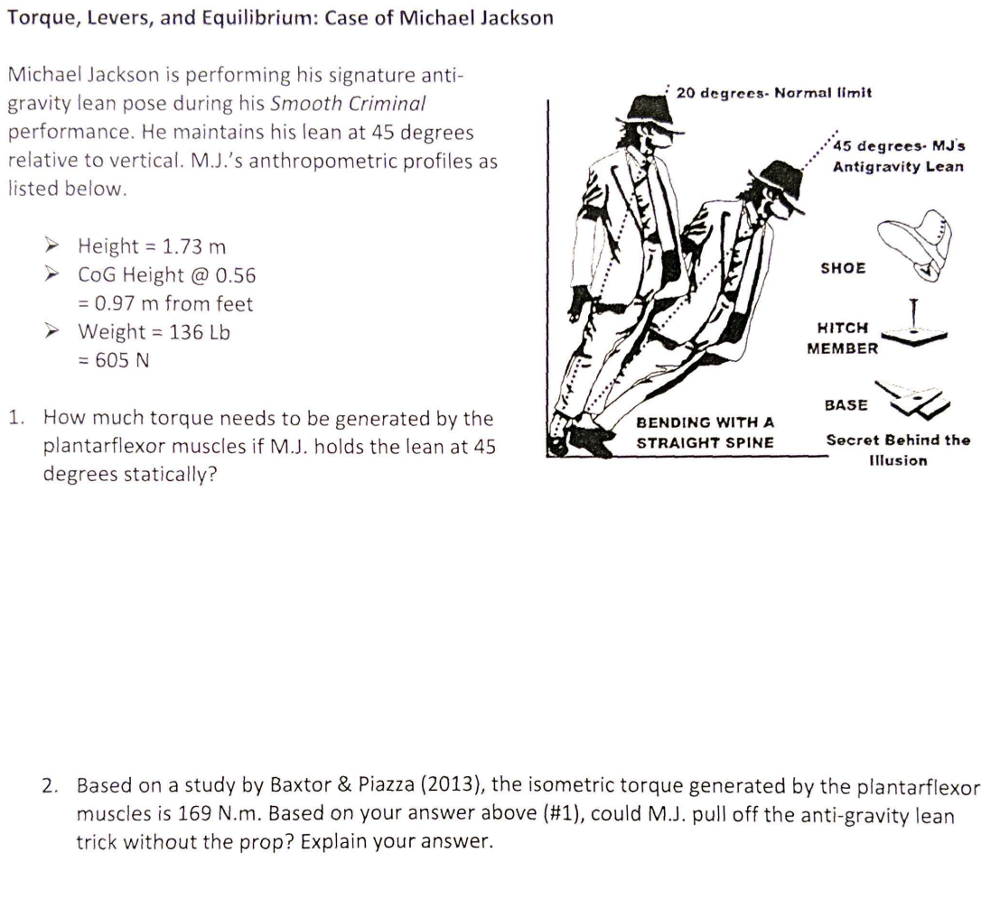 Torque, Levers, and Equilibrium: Case of Michael Jackson
Michael Jackson is performing his signature anti-
gravity lean pose during his Smooth Criminal
performance. He maintains his lean at 45 degrees
relative to vertical. M.J.’s anthropometric profiles as
listed below.
➢ Height = 1.73 m
➢ CoG Height @ 0.56
= 0.97 m from feet
➢ Weight = 136 Lb
= 605 N
1. How much torque needs to be generated by the
plantarflexor muscles if M.J. holds the lean at 45
degrees statically?
20 degrees- Normal limit
45 degrees- MJ's
Antigravity Lean
SHOE
HITCH
MEMBER
BASE
BENDING WITH A
STRAIGHT SPINE
Secret Behind the
Illusion
2. Based on a study by Baxtor & Piazza (2013), the isometric torque generated by the plantarflexor
muscles is 169 N.m. Based on your answer above (#1), could M.J. pull off the anti-gravity lean
trick without the prop? Explain your answer.